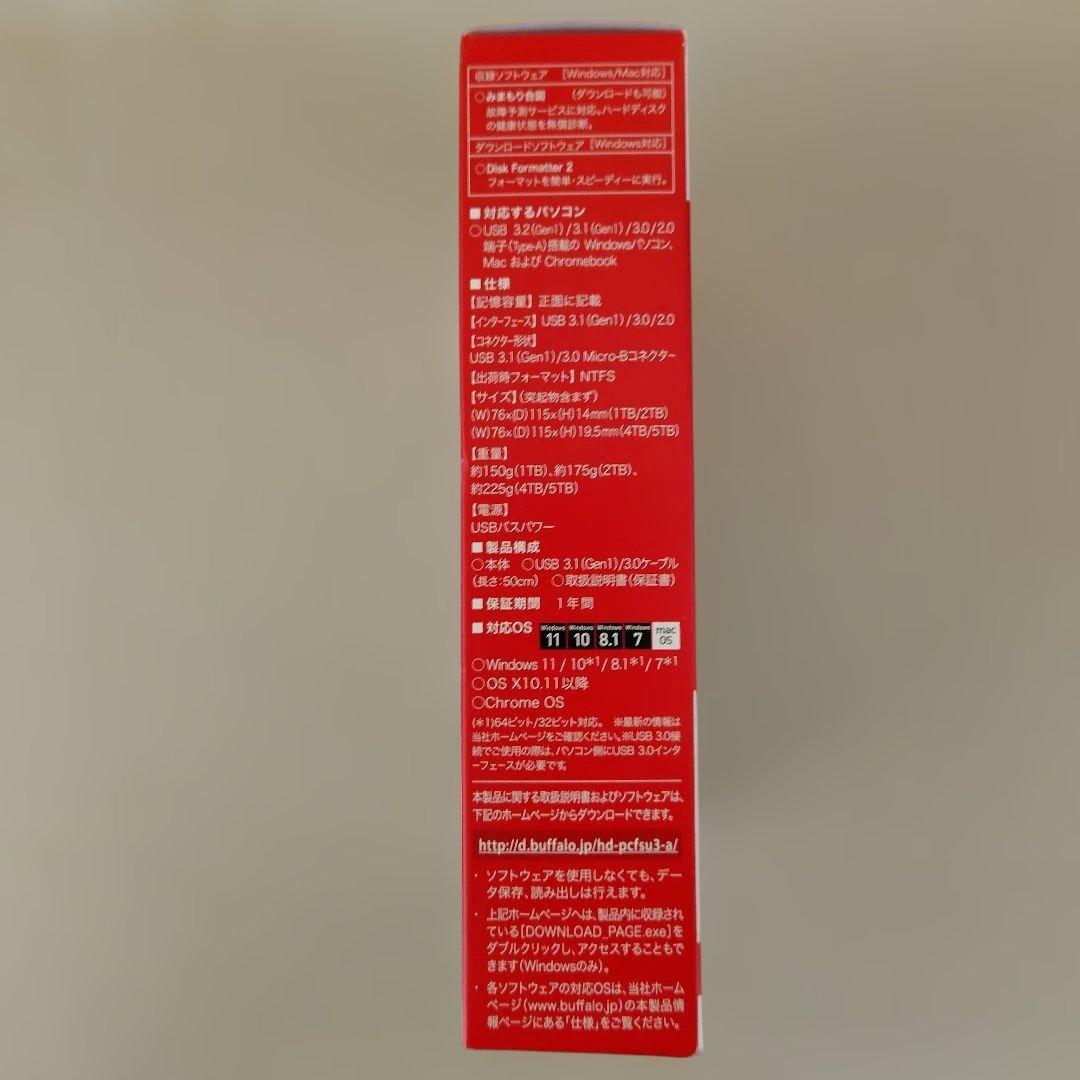 収録ソフトウェア [Windows/Mac対応]
○みまもり合図 (ダウンロードも可能)
故障予測サービスに対応。ハードディスク
の健康状態を無償診断。
ダウンロードソフトウェア [Windows対応]
○Disk Formatter 2
フォーマットを簡単・スピーディーに実行。
■対応するパソコン
○USB 3.2(Gen1)/3.1(Gen1)/3.0/2.0
端子(Type-A)搭載の Windowsパソコン、
Mac および Chromebook
■仕様
【記憶容量】正面に記載
【インターフェース】USB 3.1(Gen1)/3.0/2.0
【コネクター形状】
USB 3.1(Gen1)/3.0 Micro-Bコネクター
【出荷時フォーマット】NTFS
【サイズ】(突起物含まず)
(W)76×(D)115×(H)14mm(1TB/2TB)
(W)76×(D)115×(H)19.5mm(4TB/5TB)
【重量】
約150g(1TB)、約175g(2TB)、
約225g(4TB/5TB)
【電源】
USBバスパワー
■製品構成
○本体 ○USB 3.1(Gen1)/3.0ケーブル
(長さ:50cm) ○取扱説明書(保証書)
■保証期間 1年間
■対応OS Windows 11 Windows 10 Windows 8.1 Windows 7 mac OS
○Windows 11 / 10*1/ 8.1*1/ 7*1
○OS X10.11以降
○Chrome OS
(*1)64ビット/32ビット対応。 ※最新の情報は
当社ホームページをご確認ください。※USB 3.0接
続でご使用の際は、パソコン側にUSB 3.0インタ
ーフェースが必要です。
本製品に関する取扱説明書およびソフトウェアは、
下記のホームページからダウンロードできます。
http://d.buffalo.jp/hd-pcfsu3-a/
・ソフトウェアを使用しなくても、デー
タ保存、読み出しは行えます。
・上記ホームページへは、製品内に収録され
ている[DOWNLOAD_PAGE.exe]を
ダブルクリックし、アクセスすることもで
きます(Windowsのみ)。
・各ソフトウェアの対応OSは、当社ホーム
ページ(www.buffalo.jp)の本製品情
報ページにある「仕様」をご覧ください。